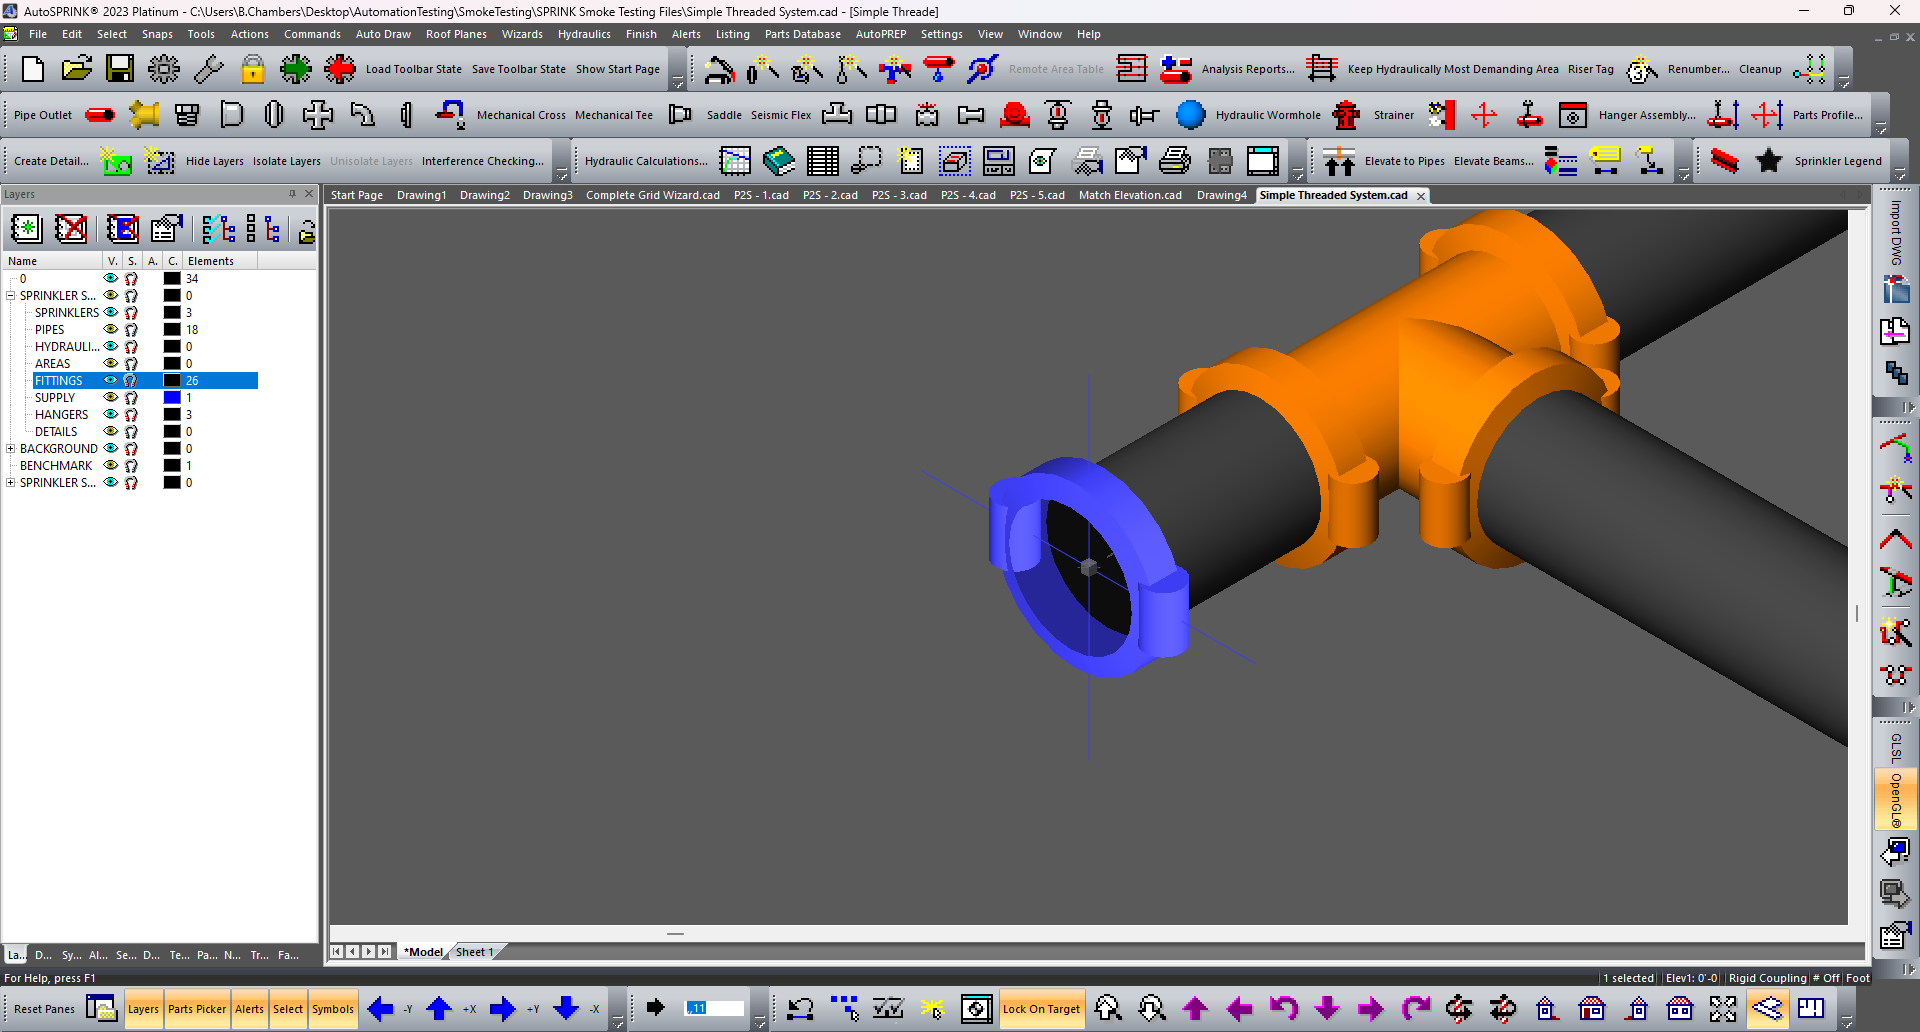 AutoSPRINK® 2023 Platinum - C:\Users\B.Chambers\Desktop\AutomationTesting\SmokeTesting\SPRINK Smoke Testing Files\Simple Threaded System.cad - [Simple Threade]
File Edit Select Snaps Tools Actions Commands Auto Draw Roof Planes Wizards Hydraulics Finish Alerts Listing Parts Database AutoPREP Settings View Window Help
Load Toolbar State Save Toolbar State Show Start Page Remote Area Table Analysis Reports... Keep Hydraulically Most Demanding Area Riser Tag Renumber... Cleanup
Pipe Outlet Mechanical Cross Mechanical Tee Saddle Seismic Flex Hydraulic Wormhole Strainer Hanger Assembly... Parts Profile...
Create Detail... Hide Layers Isolate Layers Unisolate Layers Interference Checking... Hydraulic Calculations... Elevate to Pipes Elevate Beams... Sprinkler Legend
Layers
Start Page Drawing1 Drawing2 Drawing3 Complete Grid Wizard.cad P2S - 1.cad P2S - 2.cad P2S - 3.cad P2S - 4.cad P2S - 5.cad Match Elevation.cad Drawing4 Simple Threaded System.cad
Name V. S. A. C. Elements
0 34
SPRINKLER S... 0
SPRINKLERS 3
PIPES 18
HYDRAULI... 0
AREAS 0
FITTINGS 26
SUPPLY 1
HANGERS 3
DETAILS 0
BACKGROUND 0
BENCHMARK 1
SPRINKLER S... 0
Import DWG
GLSL
OpenGL®
*Model Sheet 1
La... D... Sy... Al... Se... D... Te... Pa... N... Tr... Fa...
For Help, press F1
1 selected Elev1: 0'-0 Rigid Coupling # Off Foot
Reset Panes Layers Parts Picker Alerts Select Symbols -Y +X +Y -X ,,11 Lock On Target